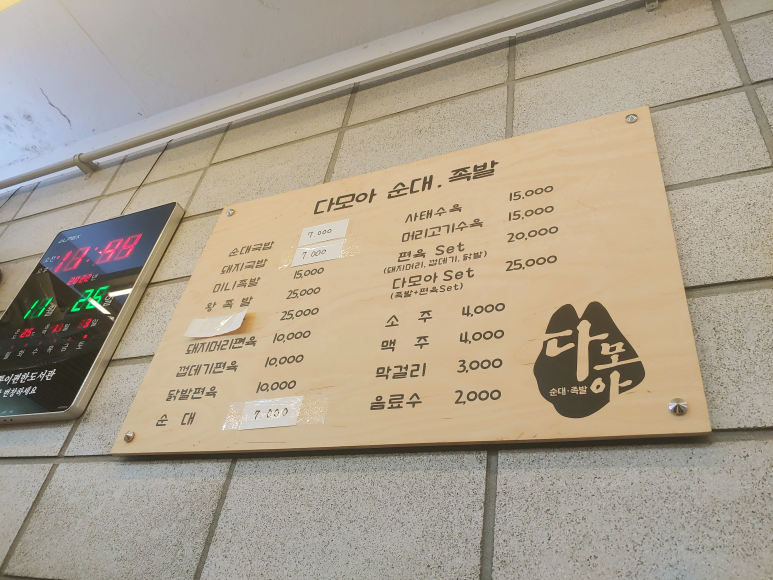 다모아 순대. 족발
순대국밥 7.000
돼지국밥 7.000
미니족발 15,000
왕 족 발 25,000
25,000
돼지머리편육 10,000
껍데기편육 10,000
닭발편육 10,000
순 대 7.000
사태수육 15,000
머리고기수육 15,000
편육 Set 20,000
(돼지머리, 껍데기, 닭발)
다모아 Set 25,000
(족발+편육Set)
소 주 4,000
맥 주 4,000
막걸리 3,000
음료수 2,000
다모아
순대·족발
월 화 수 목 금 토